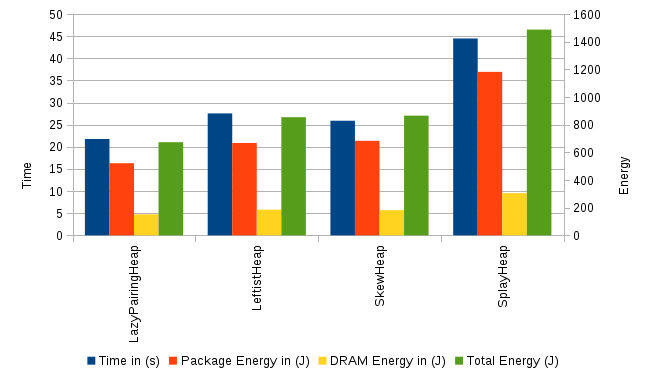 50
45
40
35
30
25
20
15
10
5
0
Time
1600
1400
1200
1000
800
600
400
200
0
Energy
LazyPairingHeap
LeftistHeap
SkewHeap
SplayHeap
Time in (s) Package Energy in (J) DRAM Energy in (J) Total Energy (J)